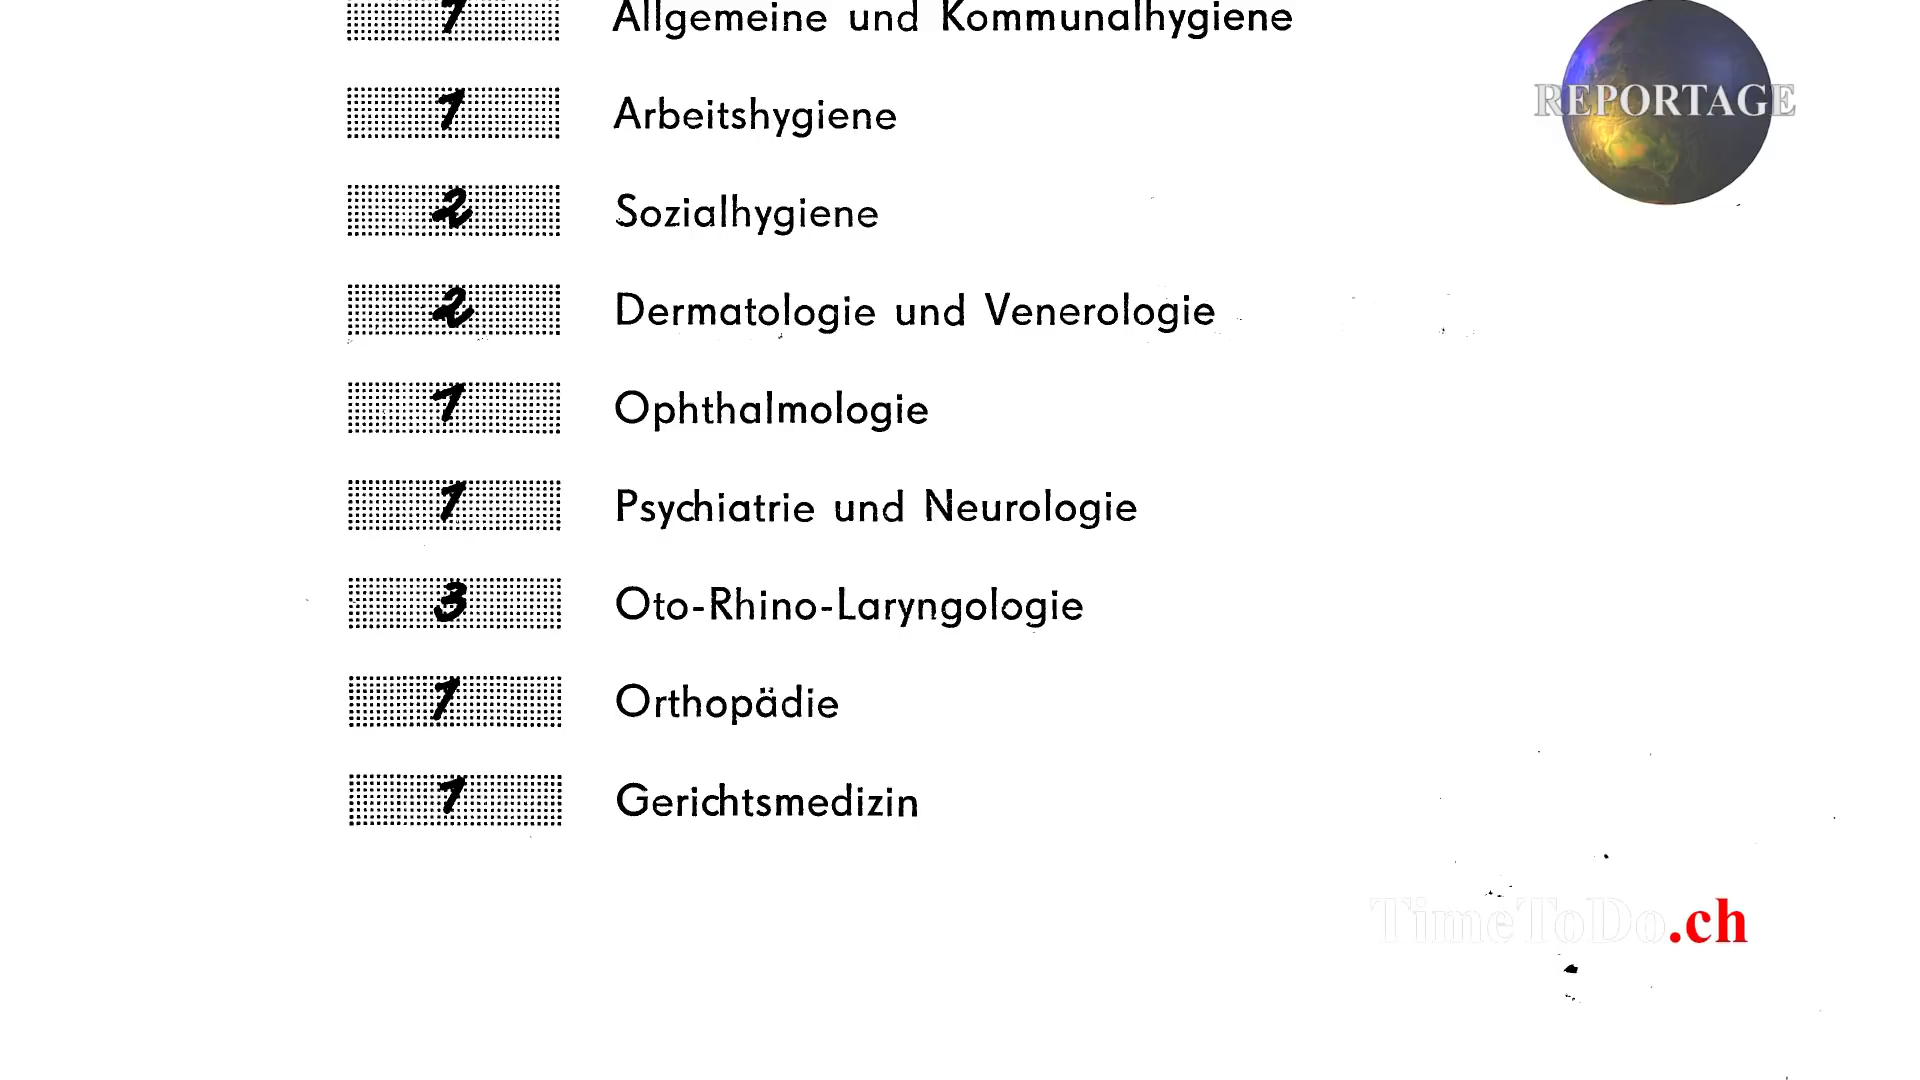 1 Allgemeine und Kommunalhygiene
REPORTAGE
1 Arbeitshygiene
2 Sozialhygiene
2 Dermatologie und Venerologie
1 Ophthalmologie
1 Psychiatrie und Neurologie
3 Oto-Rhino-Laryngologie
1 Orthopädie
1 Gerichtsmedizin
TimeToDo.ch